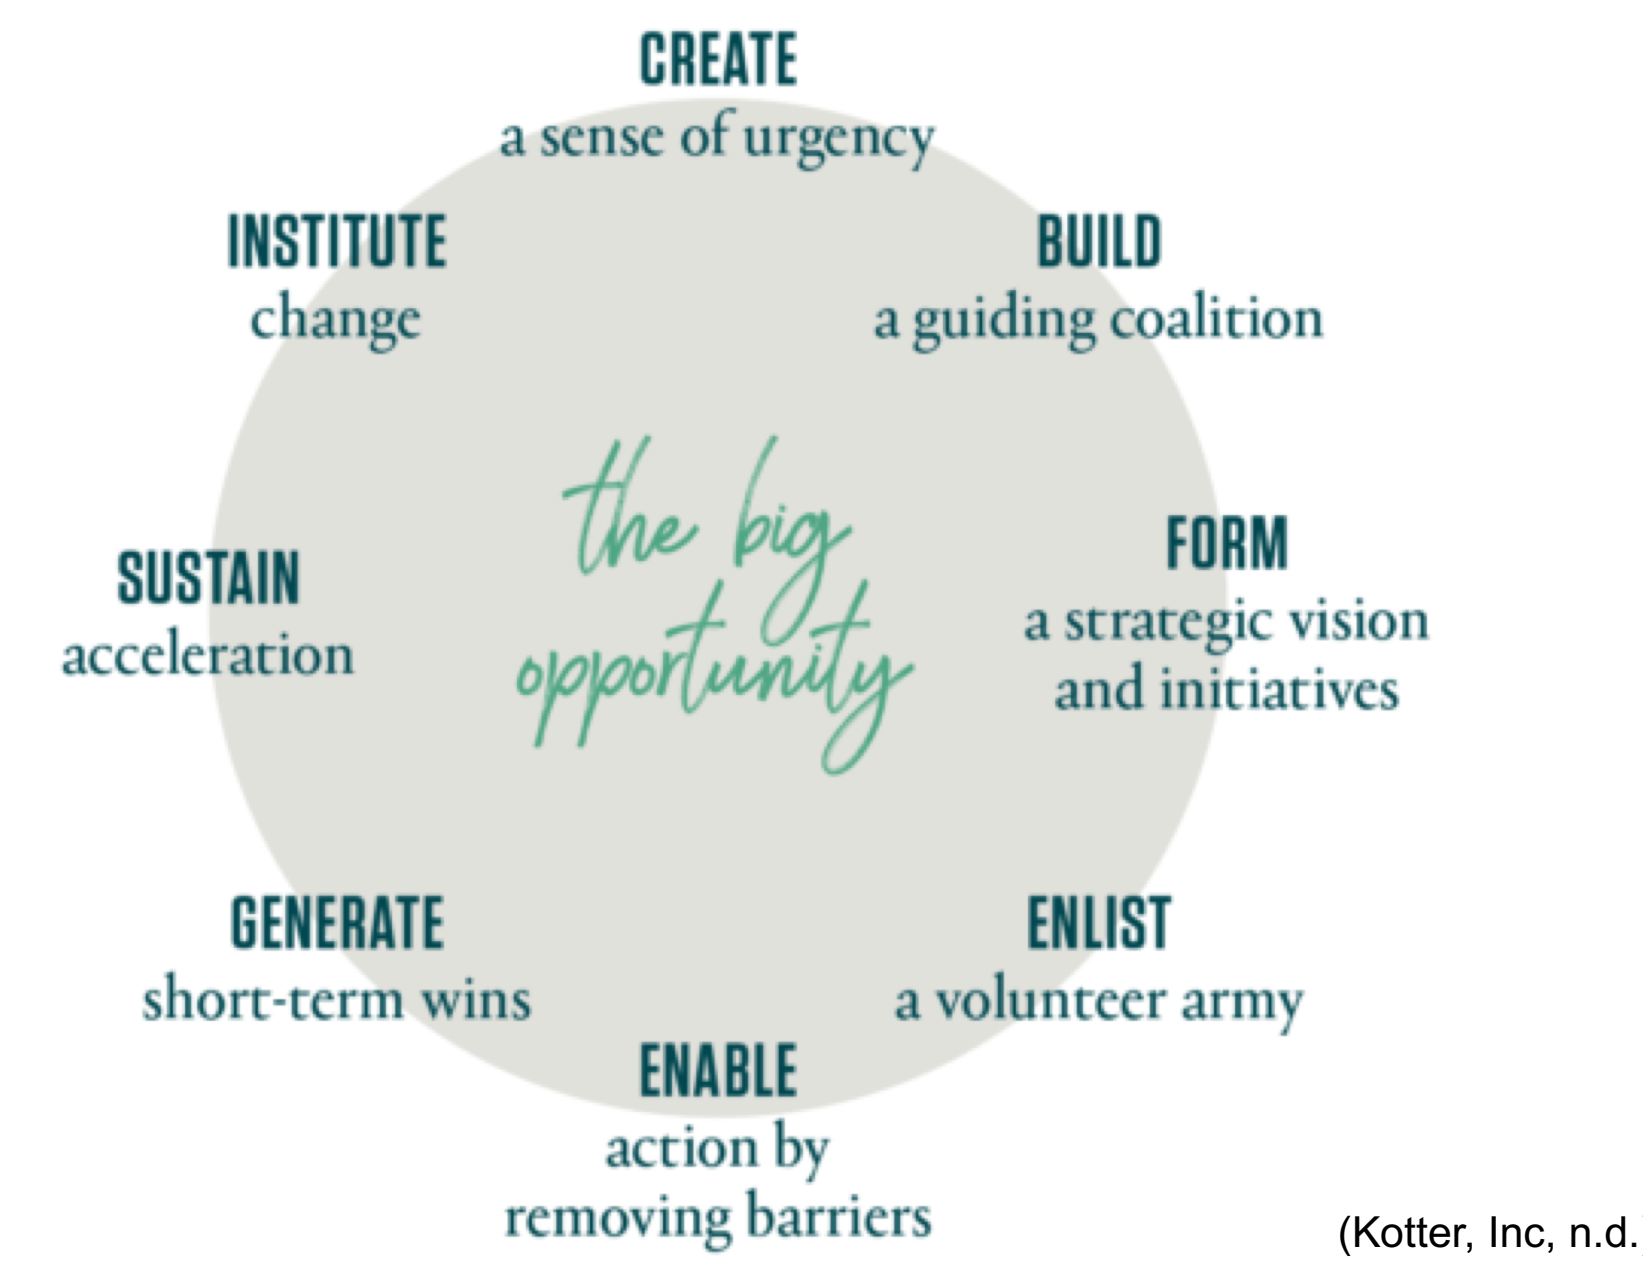 CREATE
a sense of urgency
BUILD
a guiding coalition
FORM
a strategic vision
and initiatives
ENLIST
a volunteer army
ENABLE
action by
removing barriers
GENERATE
short-term wins
SUSTAIN
acceleration
INSTITUTE
change
the big
opportunity
(Kotter, Inc, n.d.